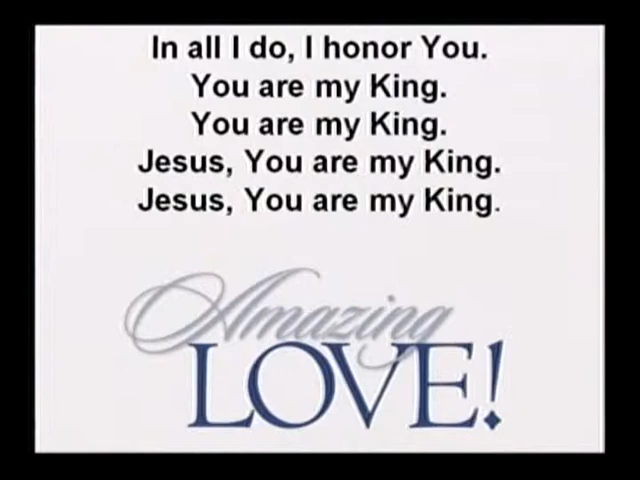 In all I do, I honor You.
You are my King.
You are my King.
Jesus, You are my King.
Jesus, You are my King.
Amazing
LOVE!